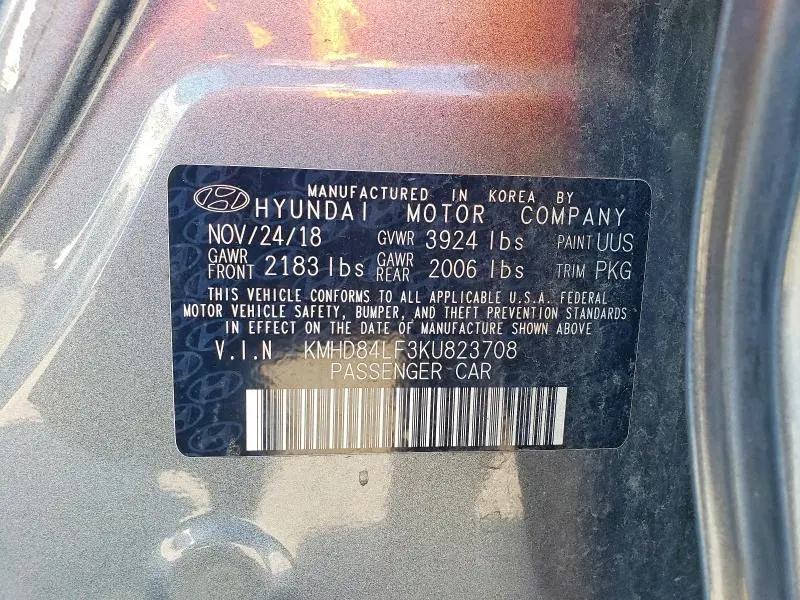 MANUFACTURED IN KOREA BY
HYUNDAI MOTOR COMPANY
NOV/24/18 GVWR 3924 lbs PAINT UUS
GAWR FRONT 2183 lbs GAWR REAR 2006 lbs TRIM PKG
THIS VEHICLE CONFORMS TO ALL APPLICABLE U.S.A. FEDERAL
MOTOR VEHICLE SAFETY, BUMPER, AND THEFT PREVENTION STANDARDS
IN EFFECT ON THE DATE OF MANUFACTURE SHOWN ABOVE
V.I.N KMHD84LF3KU823708
PASSENGER CAR